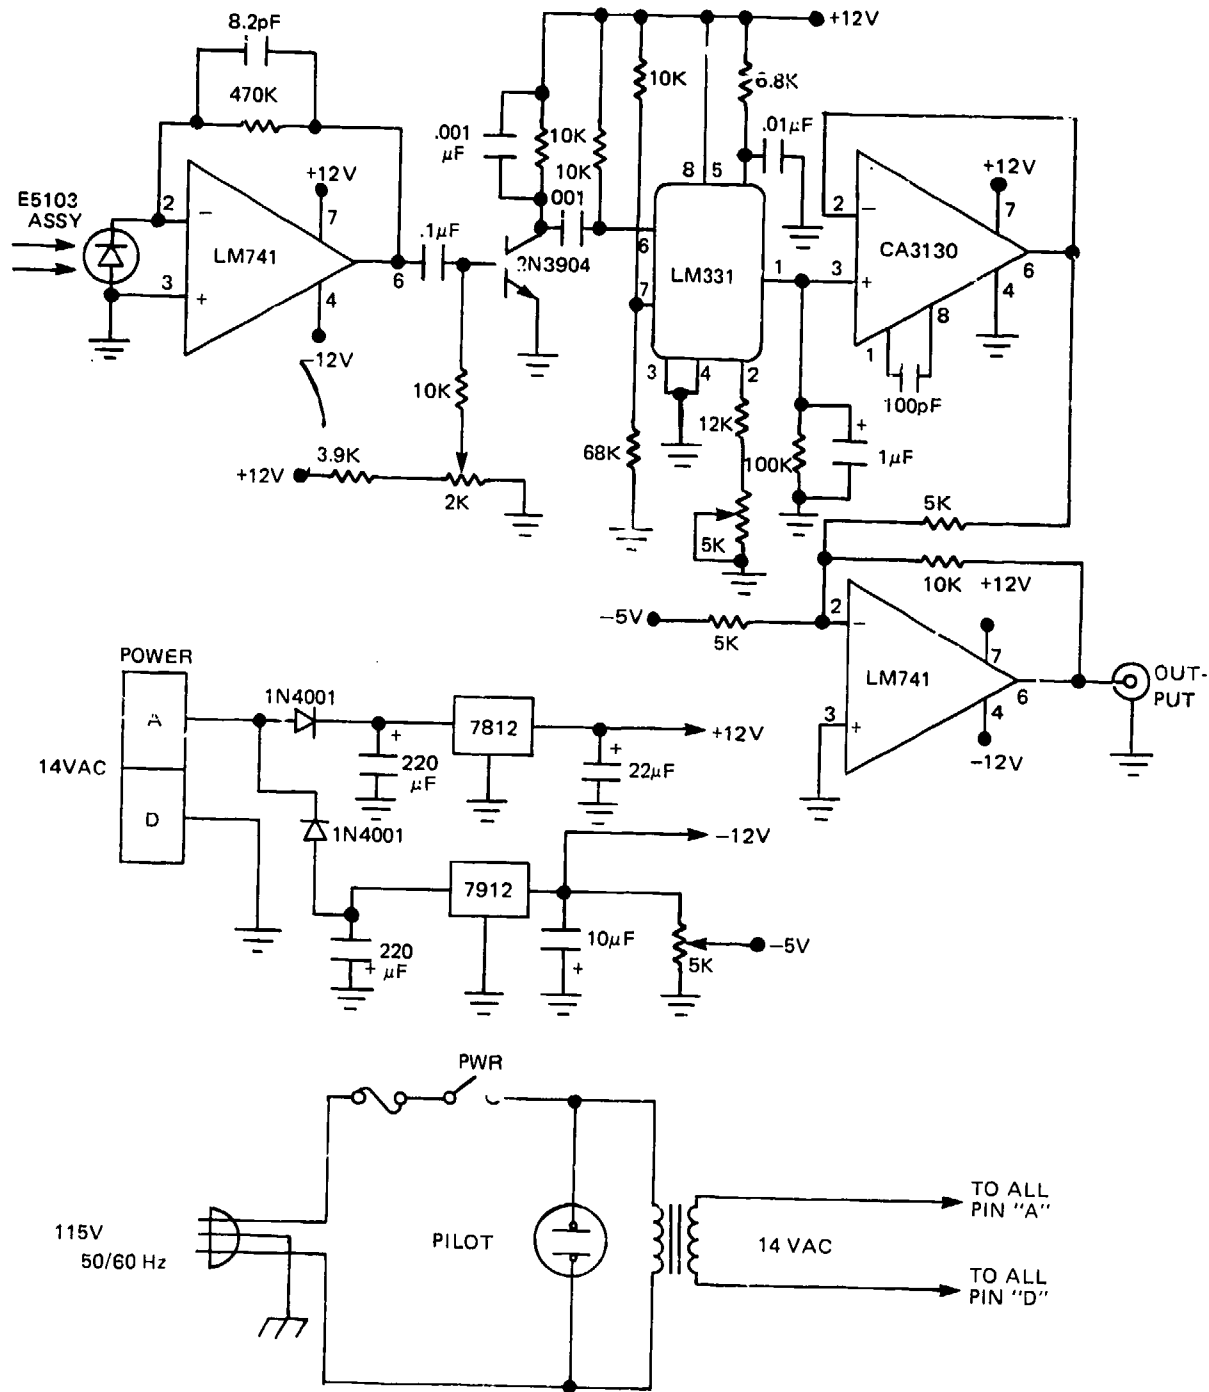 8.2pF
470K
E5103
ASSY
2
3
LM741
+12V
7
4
-12V
6
.1µF
.001
µF
10K
10K
001
2N3904
10K
+12V
3.9K
2K
+12V
10K
6.8K
.01µF
8
5
6
7
LM331
1
3
4
2
68K
12K
5K
100K
1µF
+
2
3
CA3130
+12V
7
6
4
8
1
100pF
5K
10K
+12V
-5V
5K
2
3
LM741
7
6
4
-12V
OUT-
PUT
POWER
A
14VAC
D
1N4001
220
µF
7812
22µF
+12V
1N4001
220
µF
7912
10µF
-12V
5K
-5V
PWR
115V
50/60 Hz
PILOT
14 VAC
TO ALL
PIN "A"
TO ALL
PIN "D"